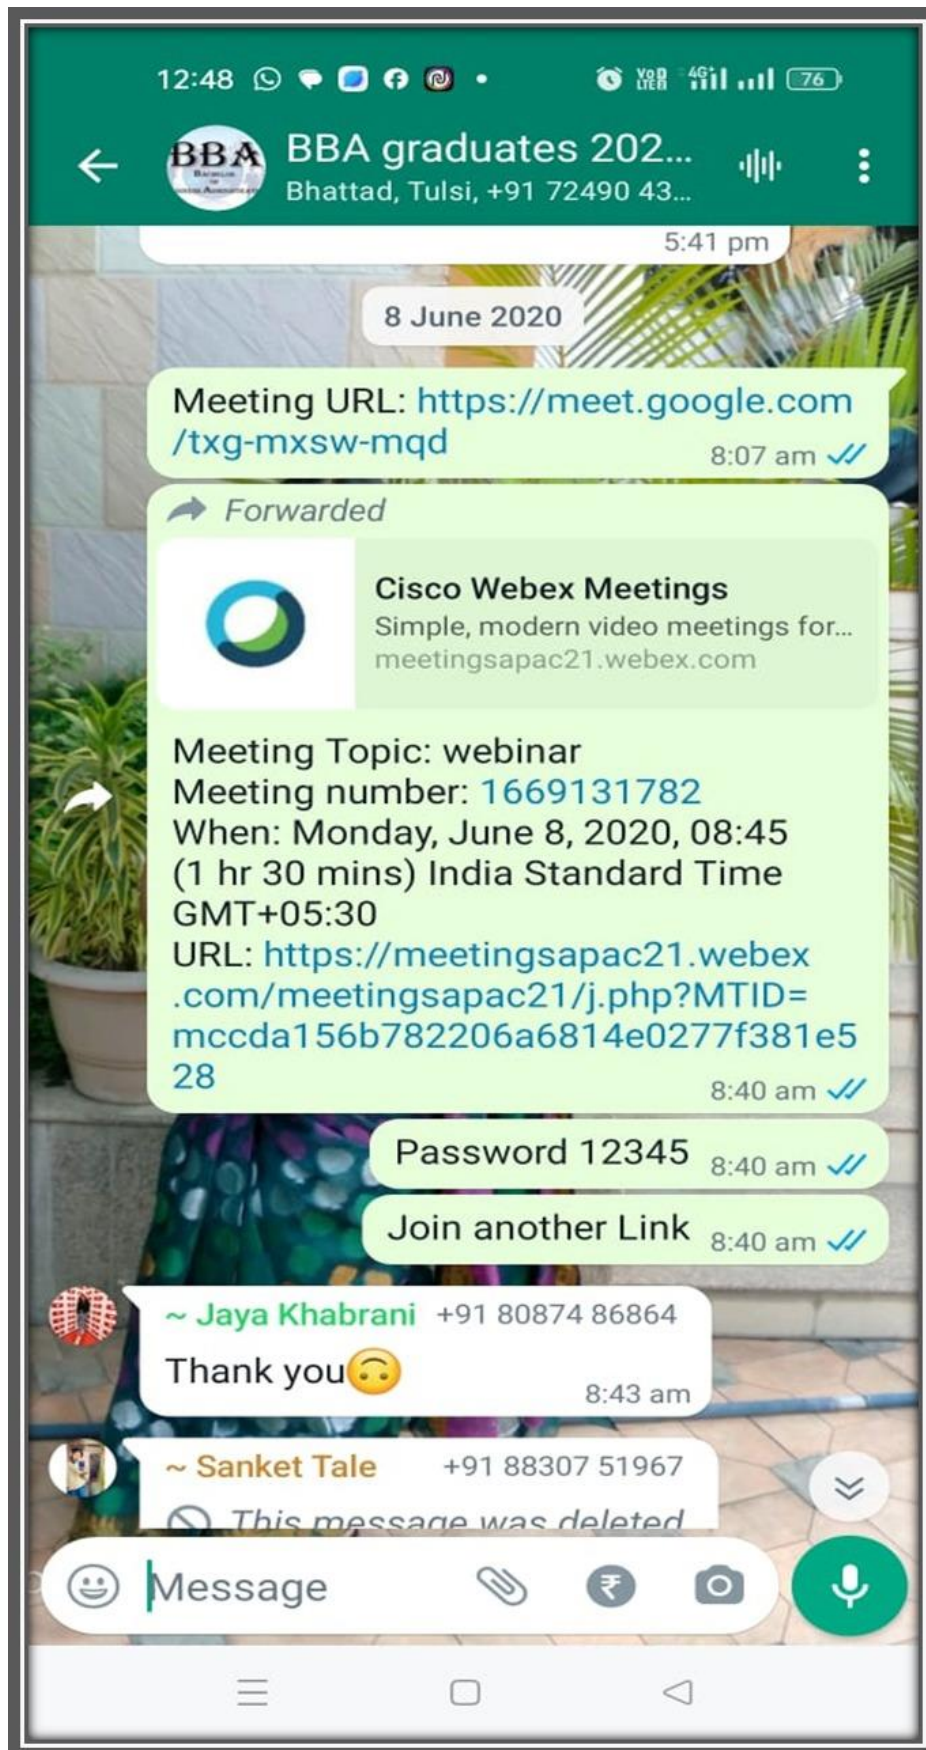 12:48
VoD LTE 4G+ 76
BBA graduates 202...
BBA
Bhattad, Tulsi, +91 72490 43...
5:41 pm
8 June 2020
Meeting URL: https://meet.google.com
/txg-mxsw-mqd
8:07 am
Forwarded
Cisco Webex Meetings
Simple, modern video meetings for...
meetingsapac21.webex.com
Meeting Topic: webinar
Meeting number: 1669131782
When: Monday, June 8, 2020, 08:45
(1 hr 30 mins) India Standard Time
GMT+05:30
URL: https://meetingsapac21.webex
.com/meetingsapac21/j.php?MTID=
mccda156b782206a6814e0277f381e5
28
8:40 am
Password 12345 8:40 am
Join another Link 8:40 am
~ Jaya Khabrani +91 80874 86864
Thank you🙃
8:43 am
~ Sanket Tale +91 88307 51967
This message was deleted
Message